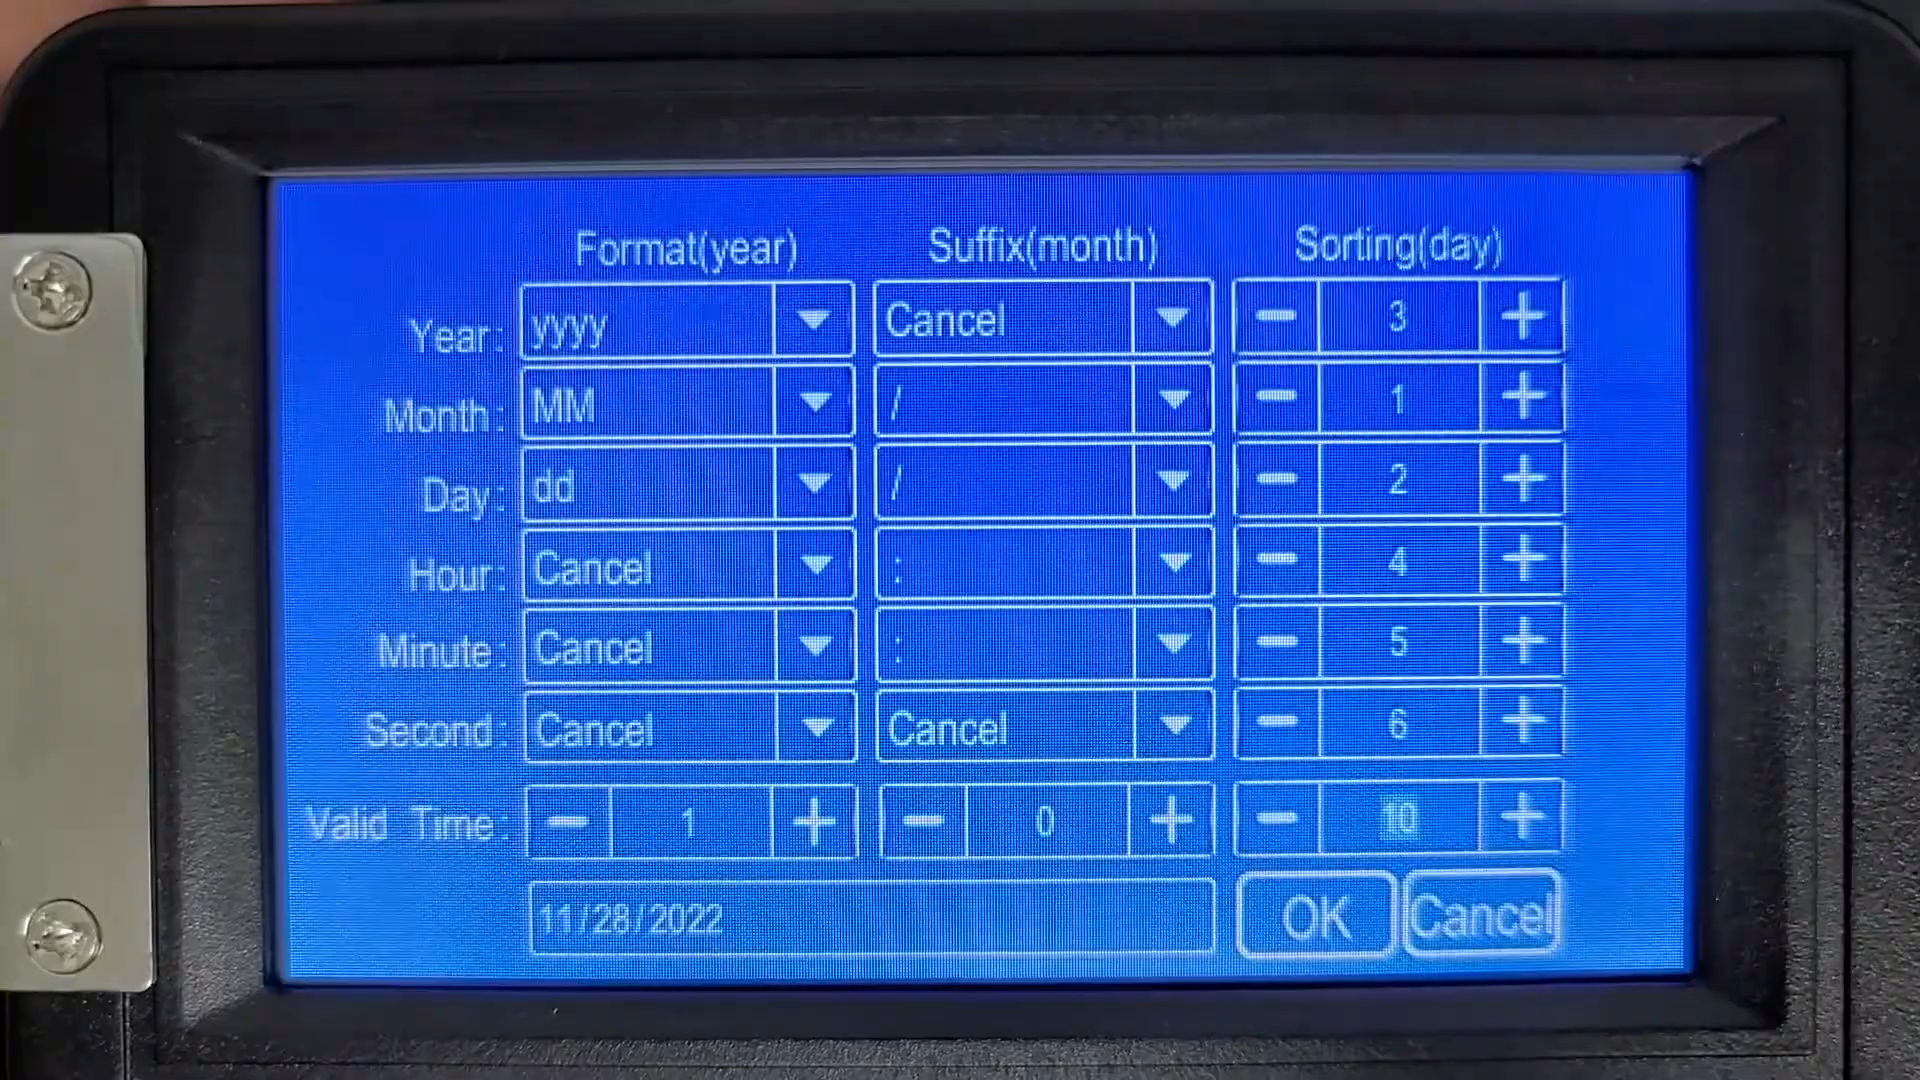 Format(year) Suffix(month) Sorting(day)
Year: yyyy Cancel 3
Month: MM / 1
Day: dd / 2
Hour: Cancel : 4
Minute: Cancel : 5
Second: Cancel Cancel 6
Valid Time: 1 0 10
11/28/2022 OK Cancel